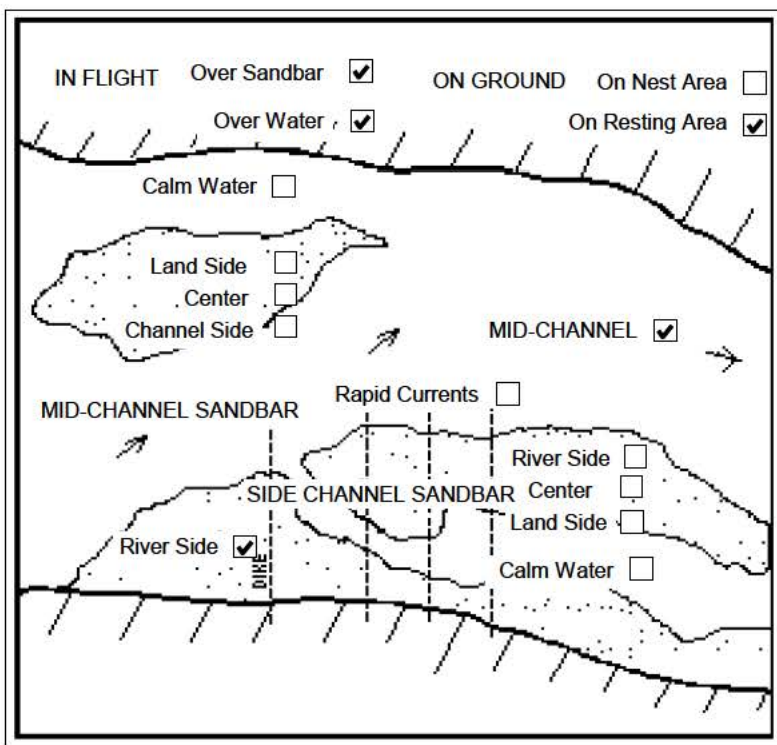 IN FLIGHT Over Sandbar ON GROUND On Nest Area
Over Water On Resting Area
Calm Water
Land Side
Center
Channel Side
MID-CHANNEL
Rapid Currents
MID-CHANNEL SANDBAR
River Side
SIDE CHANNEL SANDBAR Center
Land Side
River Side
DIKE
Calm Water